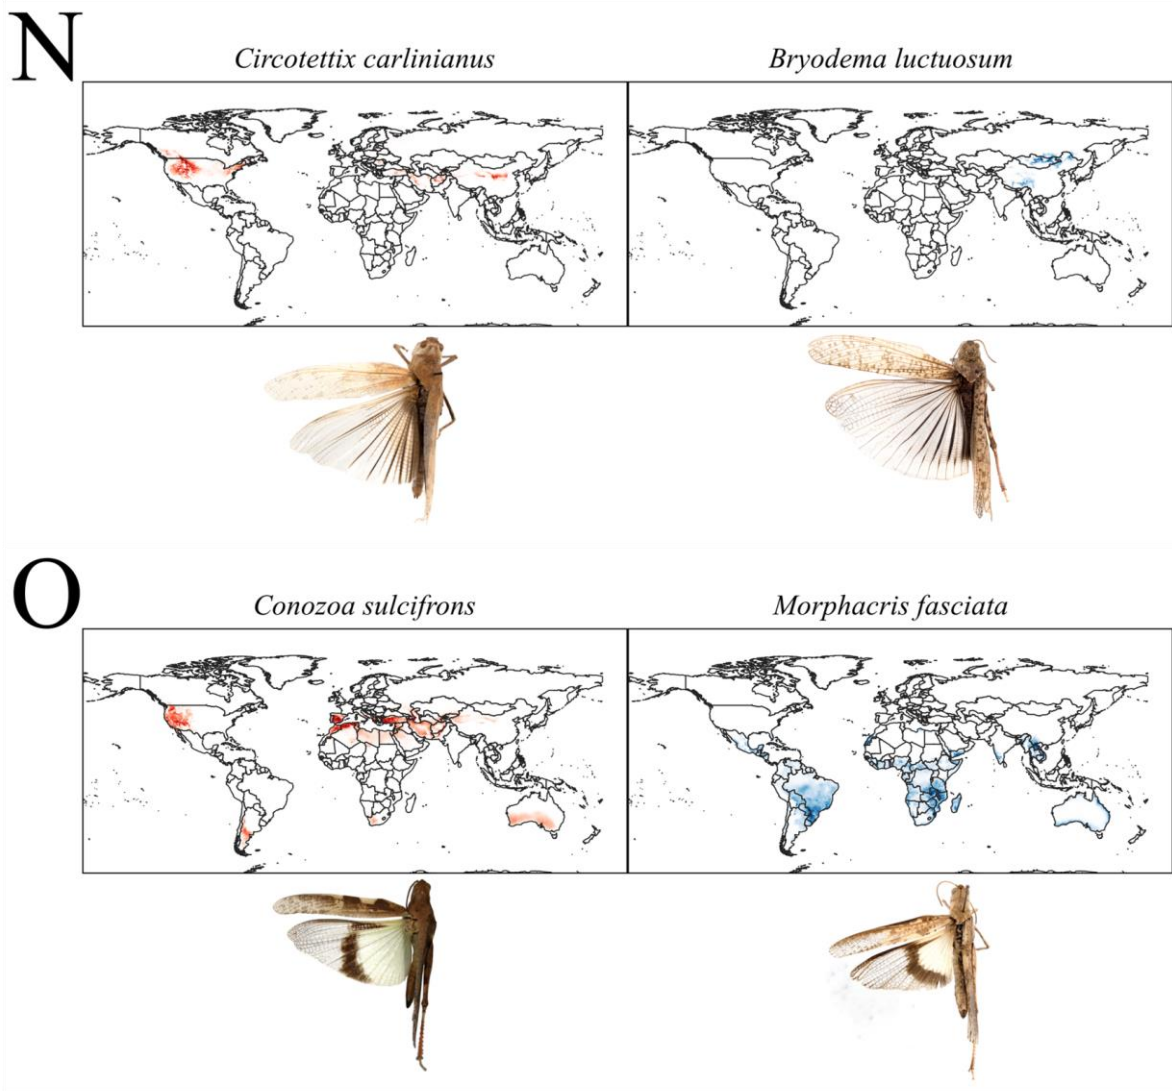 N
Circotettix carlinianus
Bryodema luctuosum
O
Conozoa sulcifrons
Morphacris fasciata